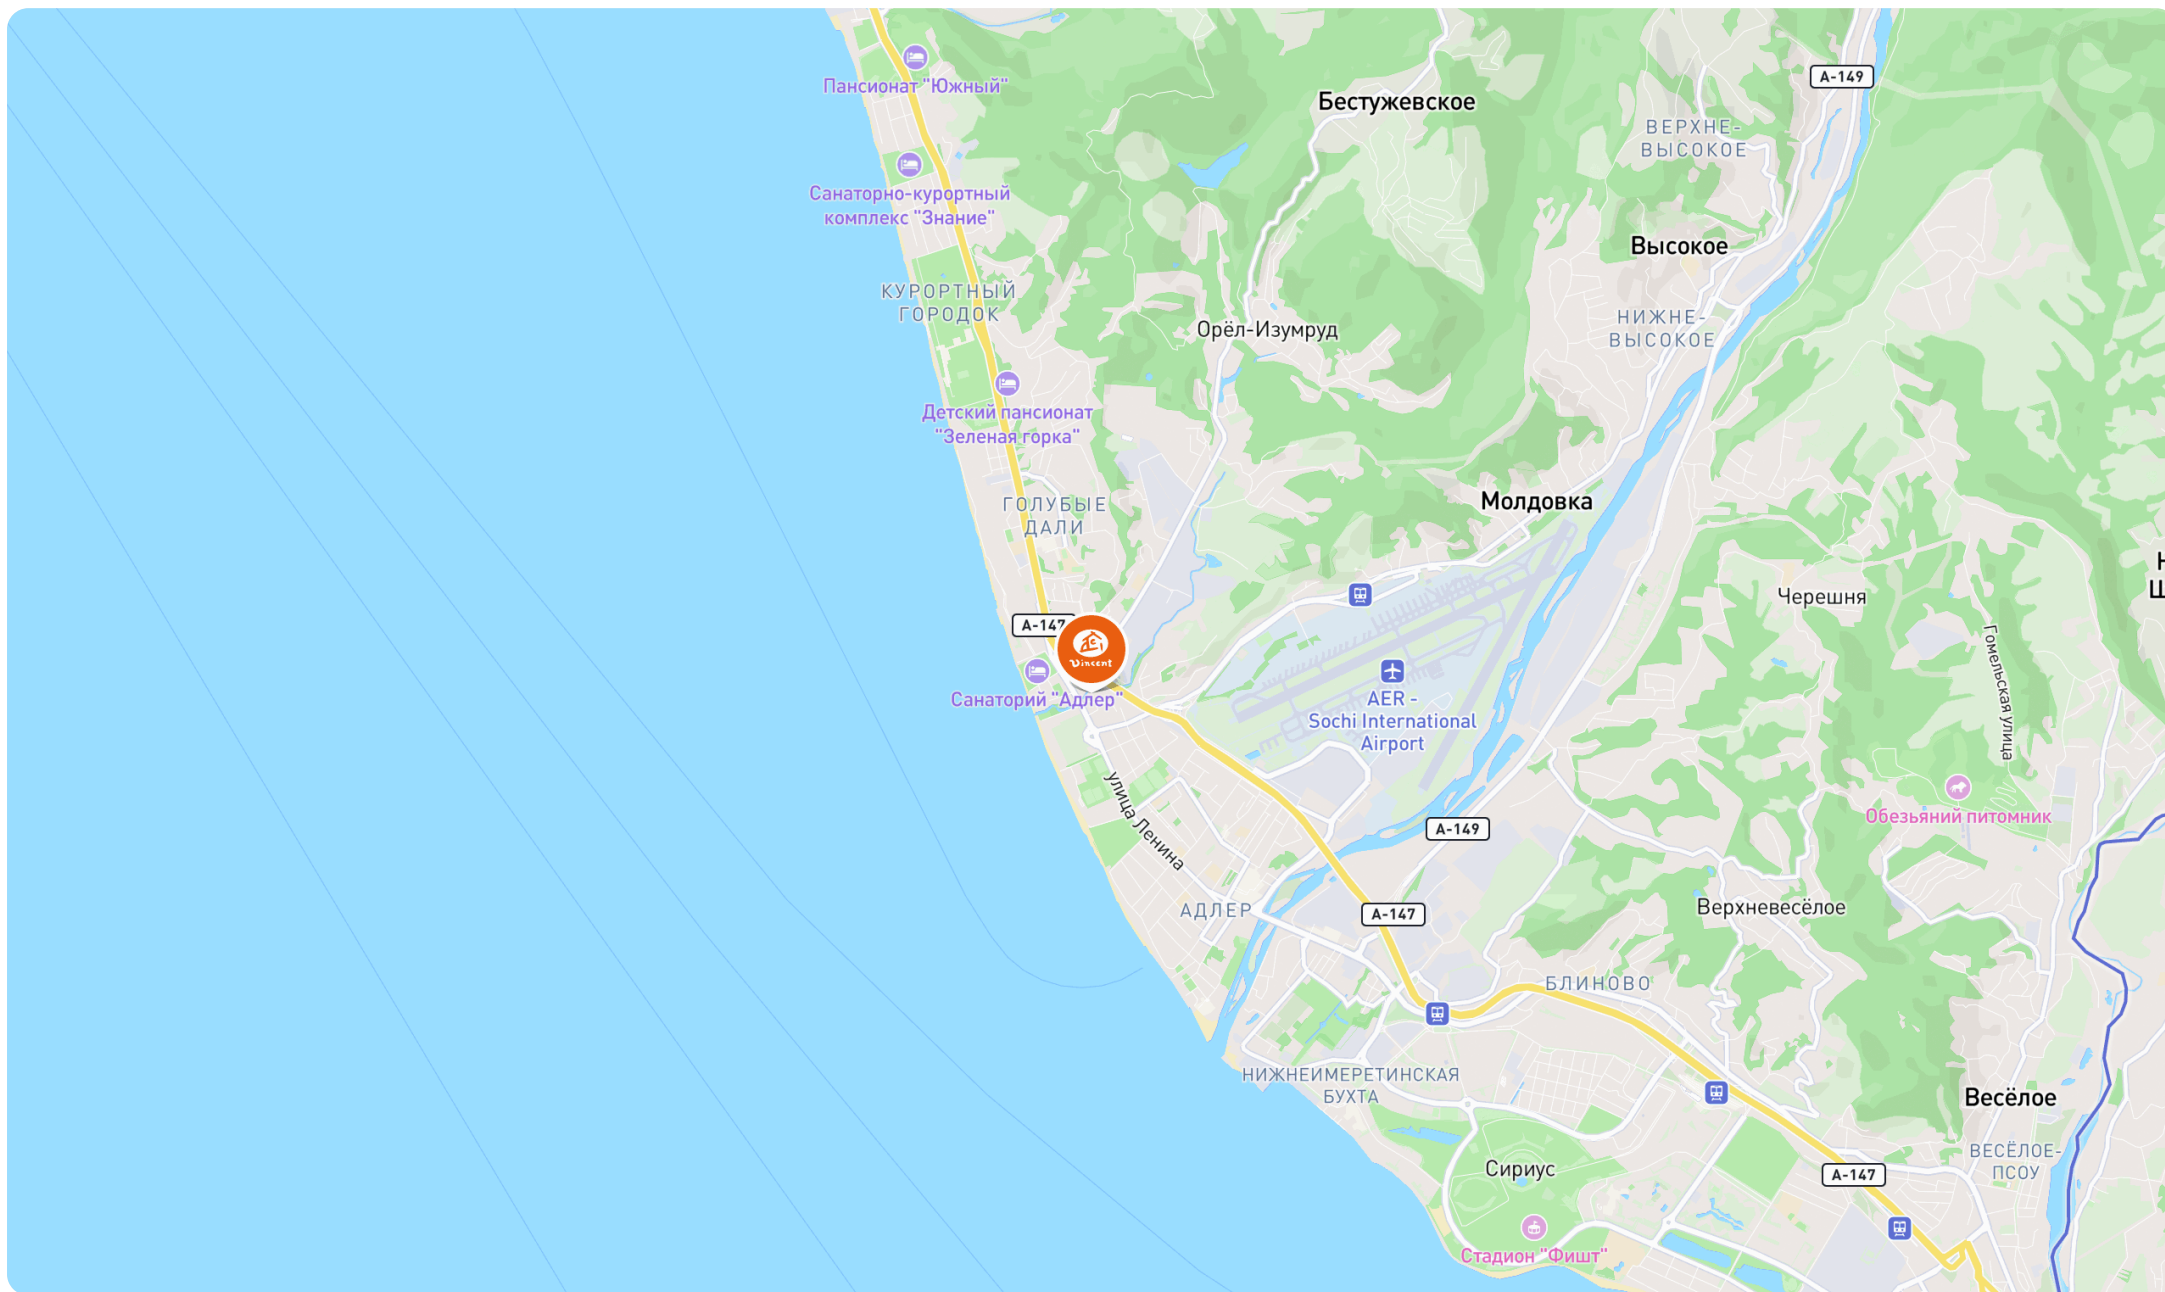 Пансионат "Южный"
Бестужевское
А-149
ВЕРХНЕ-
ВЫСОКОЕ
Санаторно-курортный
комплекс "Знание"
Высокое
КУРОРТНЫЙ
ГОРОДОК
Орёл-Изумруд
НИЖНЕ-
ВЫСОКОЕ
Детский пансионат
"Зеленая горка"
ГОЛУБЫЕ
ДАЛИ
Молдовка
Черешня
А-147
Vincent
Гомельская улица
Санаторий "Адлер"
AER -
Sochi International
Airport
улица Ленина
Обезьяний питомник
А-149
АДЛЕР
А-147
Верхневесёлое
БЛИНОВО
НИЖНЕИМЕРЕТИНСКАЯ
БУХТА
Весёлое
Сириус
ВЕСЁЛОЕ-
ПСОУ
А-147
Стадион "Фишт"